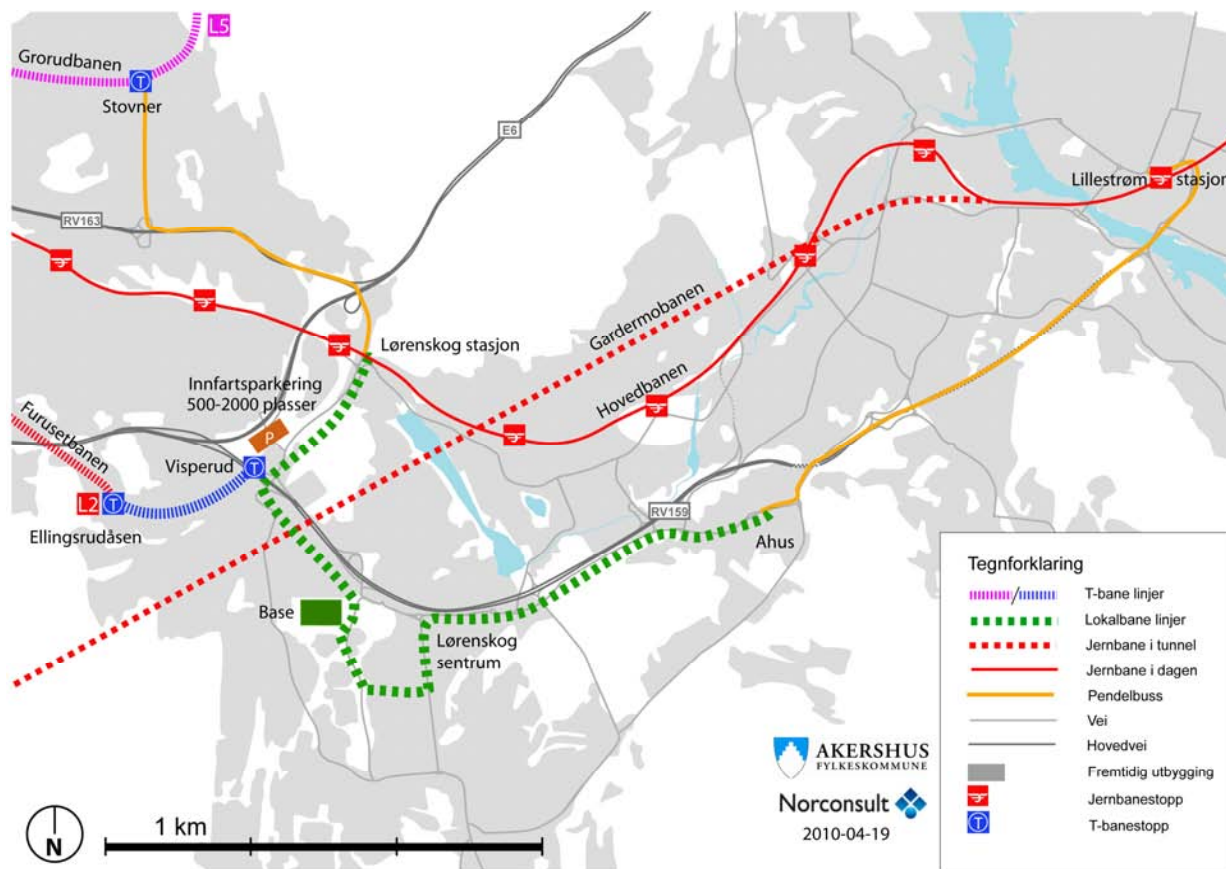 L5
Grorudbanen
T
Stovner
E6
RV163
Lillestrøm stasjon
Lørenskog stasjon
Gardermobanen
Innfartsparkering
500-2000 plasser
Hovedbanen
Furusetbanen
P
Visperud
T
L2
T
Ellingsrudåsen
RV159
Ahus
Base
Lørenskog
sentrum
Tegnforklaring
T-bane linjer
Lokalbane linjer
Jernbane i tunnel
Jernbane i dagen
Pendelbuss
Vei
Hovedvei
Fremtidig utbygging
Jernbanestopp
T
T-banestopp
AKERSHUS
FYLKESKOMMUNE
Norconsult
2010-04-19
N
1 km